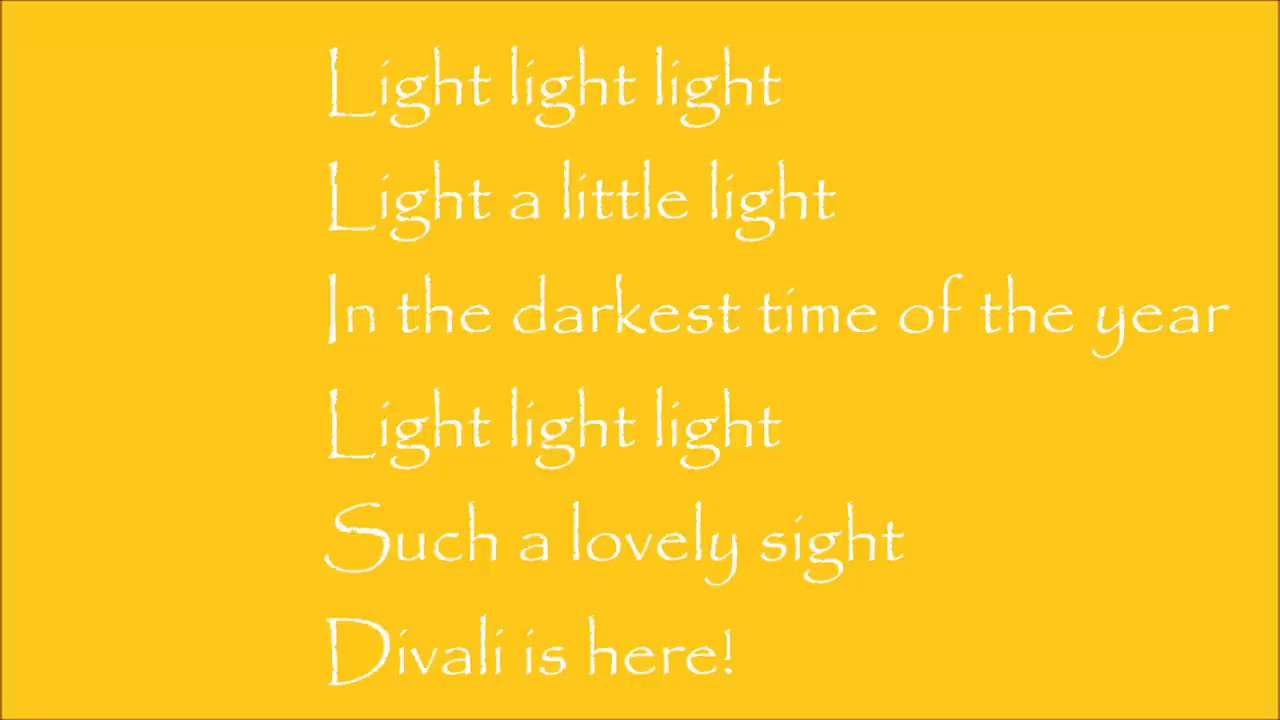 Light light light
Light a little light
In the darkest time of the year
Light light light
Such a lovely sight
Divali is here!